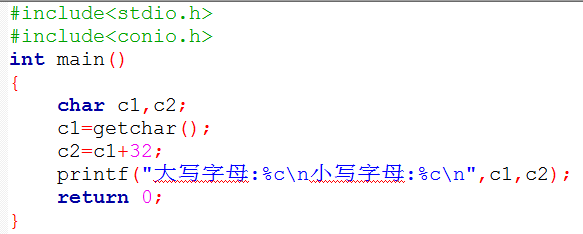 #include<stdio.h>
#include<conio.h>
int main()
{
    char c1,c2;
    c1=getchar();
    c2=c1+32;
    printf("大写字母:%c\n小写字母:%c\n",c1,c2);
    return 0;
}